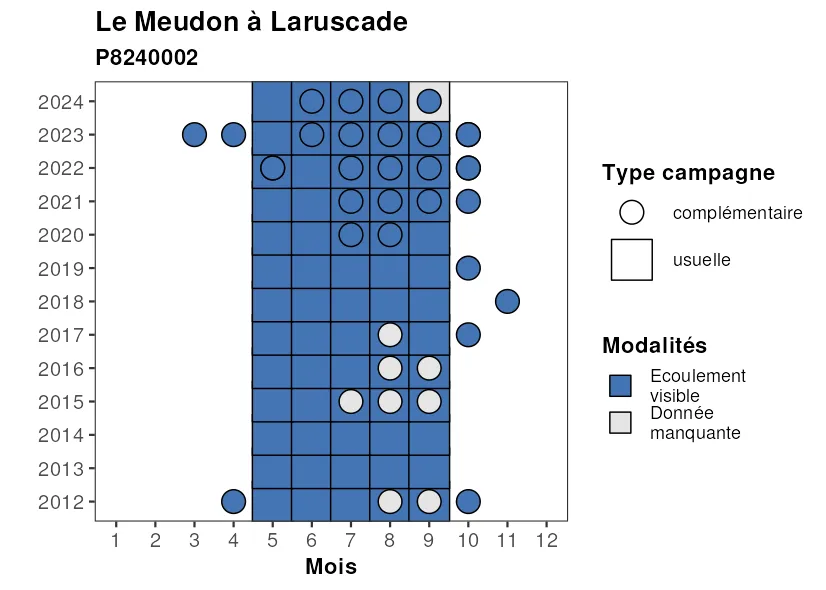 Le Meudon à Laruscade
P8240002
2024
2023
2022
2021
2020
2019
2018
2017
2016
2015
2014
2013
2012
1 2 3 4 5 6 7 8 9 10 11 12
Mois
Type campagne
complémentaire
usuelle
Modalités
Ecoulement
visible
Donnée
manquante